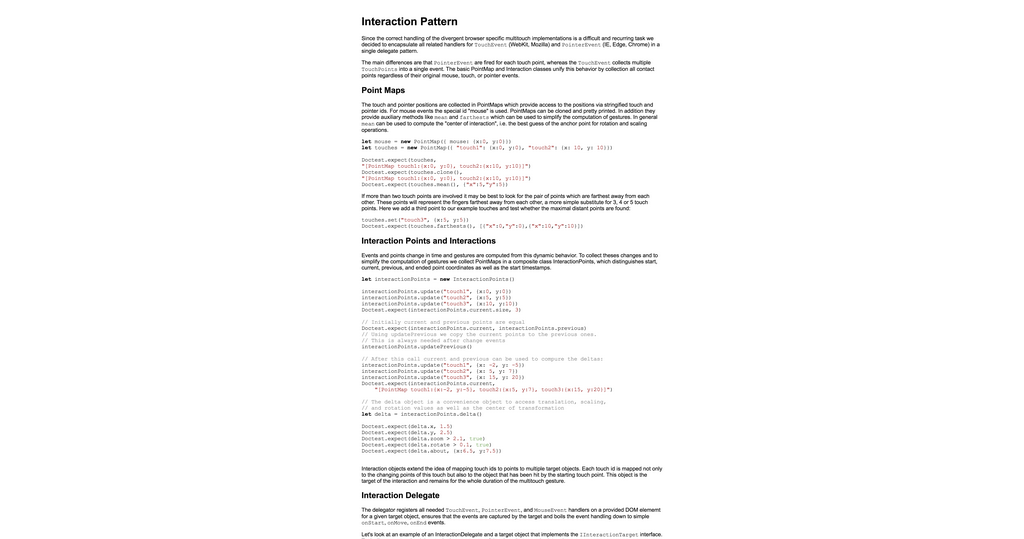 Interaction Pattern
Since the correct handling of the divergent browser specific multitouch implementations is a difficult and recurring task we
decided to encapsulate all related handlers for TouchEvent (WebKit, Mozilla) and PointerEvent (IE, Edge, Chrome) in a
single delegate pattern.
The main differences are that PointerEvent are fired for each touch point, whereas the TouchEvent collects multiple
TouchPoints into a single event. The basic PointMap and Interaction classes unify this behavior by collection all contact
points regardless of their original mouse, touch, or pointer events.
Point Maps
The touch and pointer positions are collected in PointMaps which provide access to the positions via stringified touch and
pointer ids. For mouse events the special id "mouse" is used. PointMaps can be cloned and pretty printed. In addition they
provide auxiliary methods like mean and farthests which can be used to simplify the computation of gestures. In general
mean can be used to compute the "center of interaction", i.e. the best guess of the anchor point for rotation and scaling
operations.
let mouse = new PointMap({ mouse: {x:0, y:0}})
let touches = new PointMap({ "touch1": {x:0, y:0}, "touch2": {x: 10, y: 10}})
Doctest.expect(touches,
"[PointMap touch1:{x:0, y:0}, touch2:{x:10, y:10}]")
Doctest.expect(touches.clone(),
"[PointMap touch1:{x:0, y:0}, touch2:{x:10, y:10}]")
Doctest.expect(touches.mean(), {"x":5,"y":5})
If more than two touch points are involved it may be best to look for the pair of points which are farthest away from each
other. These points will represent the fingers farthest away from each other, a more simple substitute for 3, 4 or 5 touch
points. Here we add a third point to our example touches and test whether the maximal distant points are found:
touches.set("touch3", {x:5, y:5})
Doctest.expect(touches.farthests(), [{"x":0,"y":0},{"x":10,"y":10}])
Interaction Points and Interactions
Events and points change in time and gestures are computed from this dynamic behavior. To collect theses changes and to
simplify the computation of gestures we collect PointMaps in a composite class InteractionPoints, which distinguishes start,
current, previous, and ended point coordinates as well as the start timestamps.
let interactionPoints = new InteractionPoints()
interactionPoints.update("touch1", {x:0, y:0})
interactionPoints.update("touch2", {x:5, y:5})
interactionPoints.update("touch3", {x:10, y:10})
Doctest.expect(interactionPoints.current.size, 3)
// Initially current and previous points are equal
Doctest.expect(interactionPoints.current, interactionPoints.previous)
// Using updatePrevious we copy the current points to the previous ones.
// This is always needed after change events
interactionPoints.updatePrevious()
// After this call current and previous can be used to compure the deltas:
interactionPoints.update("touch1", {x: -2, y: -5})
interactionPoints.update("touch2", {x: 5, y: 7})
interactionPoints.update("touch3", {x: 15, y: 20})
Doctest.expect(interactionPoints.current,
"[PointMap touch1:{x:-2, y:-5}, touch2:{x:5, y:7}, touch3:{x:15, y:20}]");
// The delta object is a convenience object to access translation, scaling,
// and rotation values as well as the center of transformation
let delta = interactionPoints.delta()
Doctest.expect(delta.x, 1.5)
Doctest.expect(delta.y, 2.5)
Doctest.expect(delta.zoom > 2.1, true)
Doctest.expect(delta.rotate > 0.1, true)
Doctest.expect(delta.about, {x:6.5, y:7.5})
Interaction objects extend the idea of mapping touch ids to points to multiple target objects. Each touch id is mapped not only
to the changing points of this touch but also to the object that has been hit by the starting touch point. This object is the
target of the interaction and remains for the whole duration of the multitouch gesture.
Interaction Delegate
The delegator registers all needed TouchEvent, PointerEvent, and MouseEvent handlers on a provided DOM elememt
for a given target object, ensures that the events are captured by the target and boils the event handling down to simple
onStart, onMove, onEnd events.
Let's look at an example of an InteractionDelegate and a target object that implements the IInteractionTarget interface.